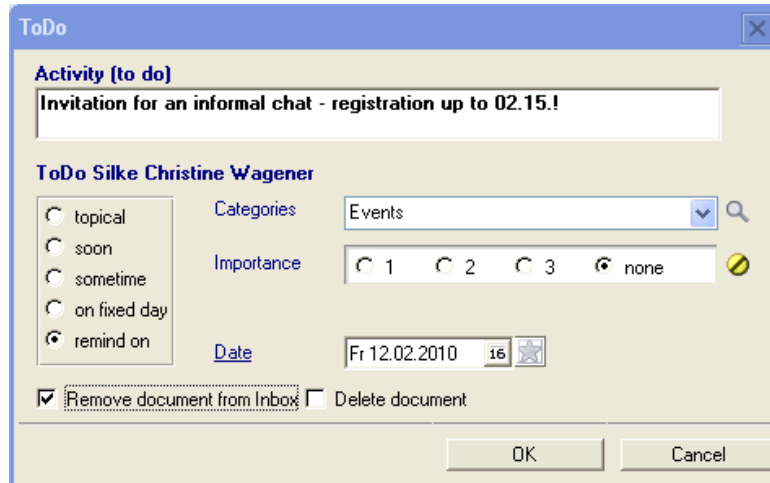 ToDo
Activity (to do)
Invitation for an informal chat - registration up to 02.15.!
ToDo Silke Christine Wagener
topical
soon
sometime
on fixed day
remind on
Categories
Events
Importance
1 2 3 none
Date
Fr 12.02.2010 16
Remove document from Inbox Delete document
OK Cancel